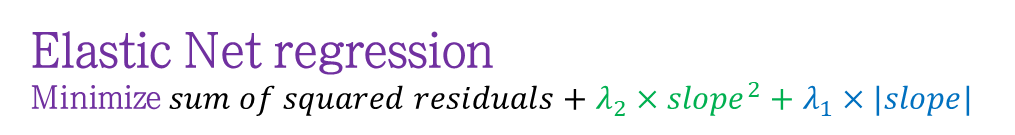 Elastic Net regression
Minimize sum of squared residuals + λ₂ × slope² + λ₁ × |slope|